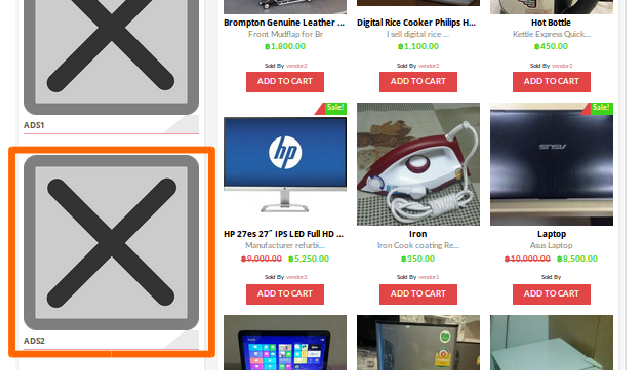 Brompton Genuine Leather ...
Front Mudflap for Br
฿1,800.00
Sold By vendor2
ADD TO CART
Digital Rice Cooker Philips H...
I sell digital rice ...
฿1,100.00
Sold By vendor2
ADD TO CART
Hot Bottle
Kettle Express Quick...
฿450.00
Sold By vendor2
ADD TO CART
ADS1
ADS2
Sale!
hp
HP 27es 27″ IPS LED Full HD ...
Manufacturer refurbi...
฿9,000.00 ฿5,250.00
Sold By vendor3
ADD TO CART
Iron
Iron Cook coating Re...
฿350.00
Sold By vendor1
ADD TO CART
Sale!
ASUS
Laptop
Asus Laptop
฿10,000.00 ฿8,500.00
Sold By
ADD TO CART